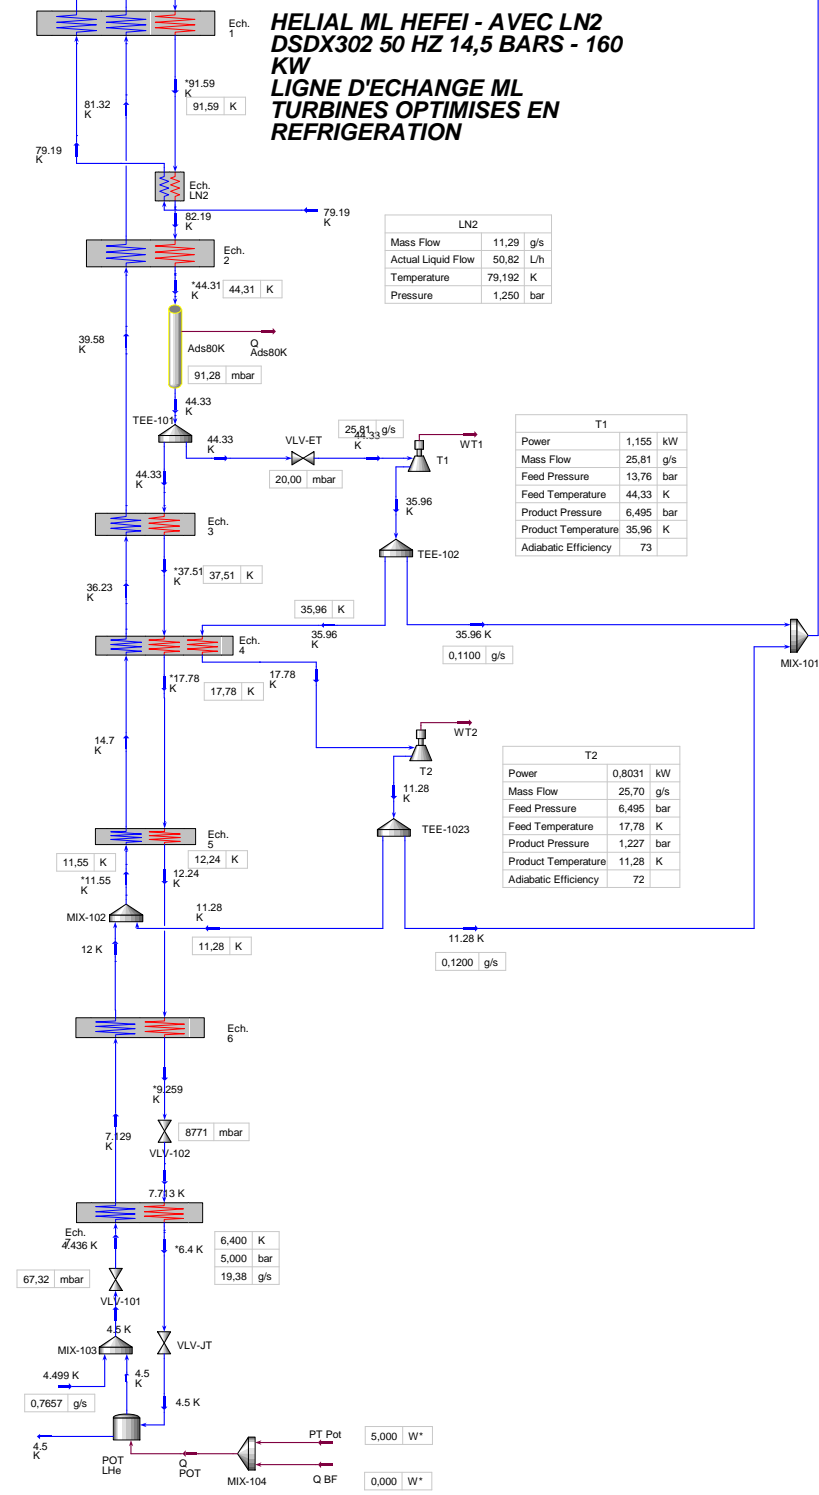 HELIAL ML HEFEI - AVEC LN2
DSDX302 50 HZ 14,5 BARS - 160
KW
LIGNE D'ECHANGE ML
TURBINES OPTIMISES EN
REFRIGERATION
Ech.
1
*91.59
K
91,59 K
81.32
K
79.19
K
Ech.
LN2
82.19
K
79.19
K
Ech.
2
LN2
Mass Flow 11,29 g/s
Actual Liquid Flow 50,82 L/h
Temperature 79,192 K
Pressure 1,250 bar
*44.31
K
44,31 K
39.58
K
Ads80K
Q
Ads80K
91,28 mbar
44.33
K
TEE-101
44.33
K
VLV-ET
25,81 g/s
44.33
K
WT1
T1
20,00 mbar
T1
Power 1,155 kW
Mass Flow 25,81 g/s
Feed Pressure 13,76 bar
Feed Temperature 44,33 K
Product Pressure 6,495 bar
Product Temperature 35,96 K
Adiabatic Efficiency 73
44.33
K
35.96
K
Ech.
3
TEE-102
*37.51
K
37,51 K
36.23
K
35,96 K
35.96
K
35.96 K
0,1100 g/s
Ech.
4
MIX-101
*17.78
K
17,78 K
17.78
K
14.7
K
WT2
T2
T2
Power 0,8031 kW
Mass Flow 25,70 g/s
Feed Pressure 6,495 bar
Feed Temperature 17,78 K
Product Pressure 1,227 bar
Product Temperature 11,28 K
Adiabatic Efficiency 72
11.28
K
TEE-1023
Ech.
5
11,55 K
12,24 K
*11.55
K
12.24
K
MIX-102
11.28
K
11,28 K
11.28 K
0,1200 g/s
12 K
Ech.
6
*9.259
K
8771 mbar
VLV-102
7.129
K
7.713 K
Ech.
7
4.436 K
*6.4 K
6,400 K
5,000 bar
19,38 g/s
67,32 mbar
VLV-101
4.5 K
MIX-103
VLV-JT
4.499 K
0,7657 g/s
4.5
K
4.5 K
4.5
K
POT
LHe
Q
POT
MIX-104
PT Pot
5,000 W*
Q BF
0,000 W*